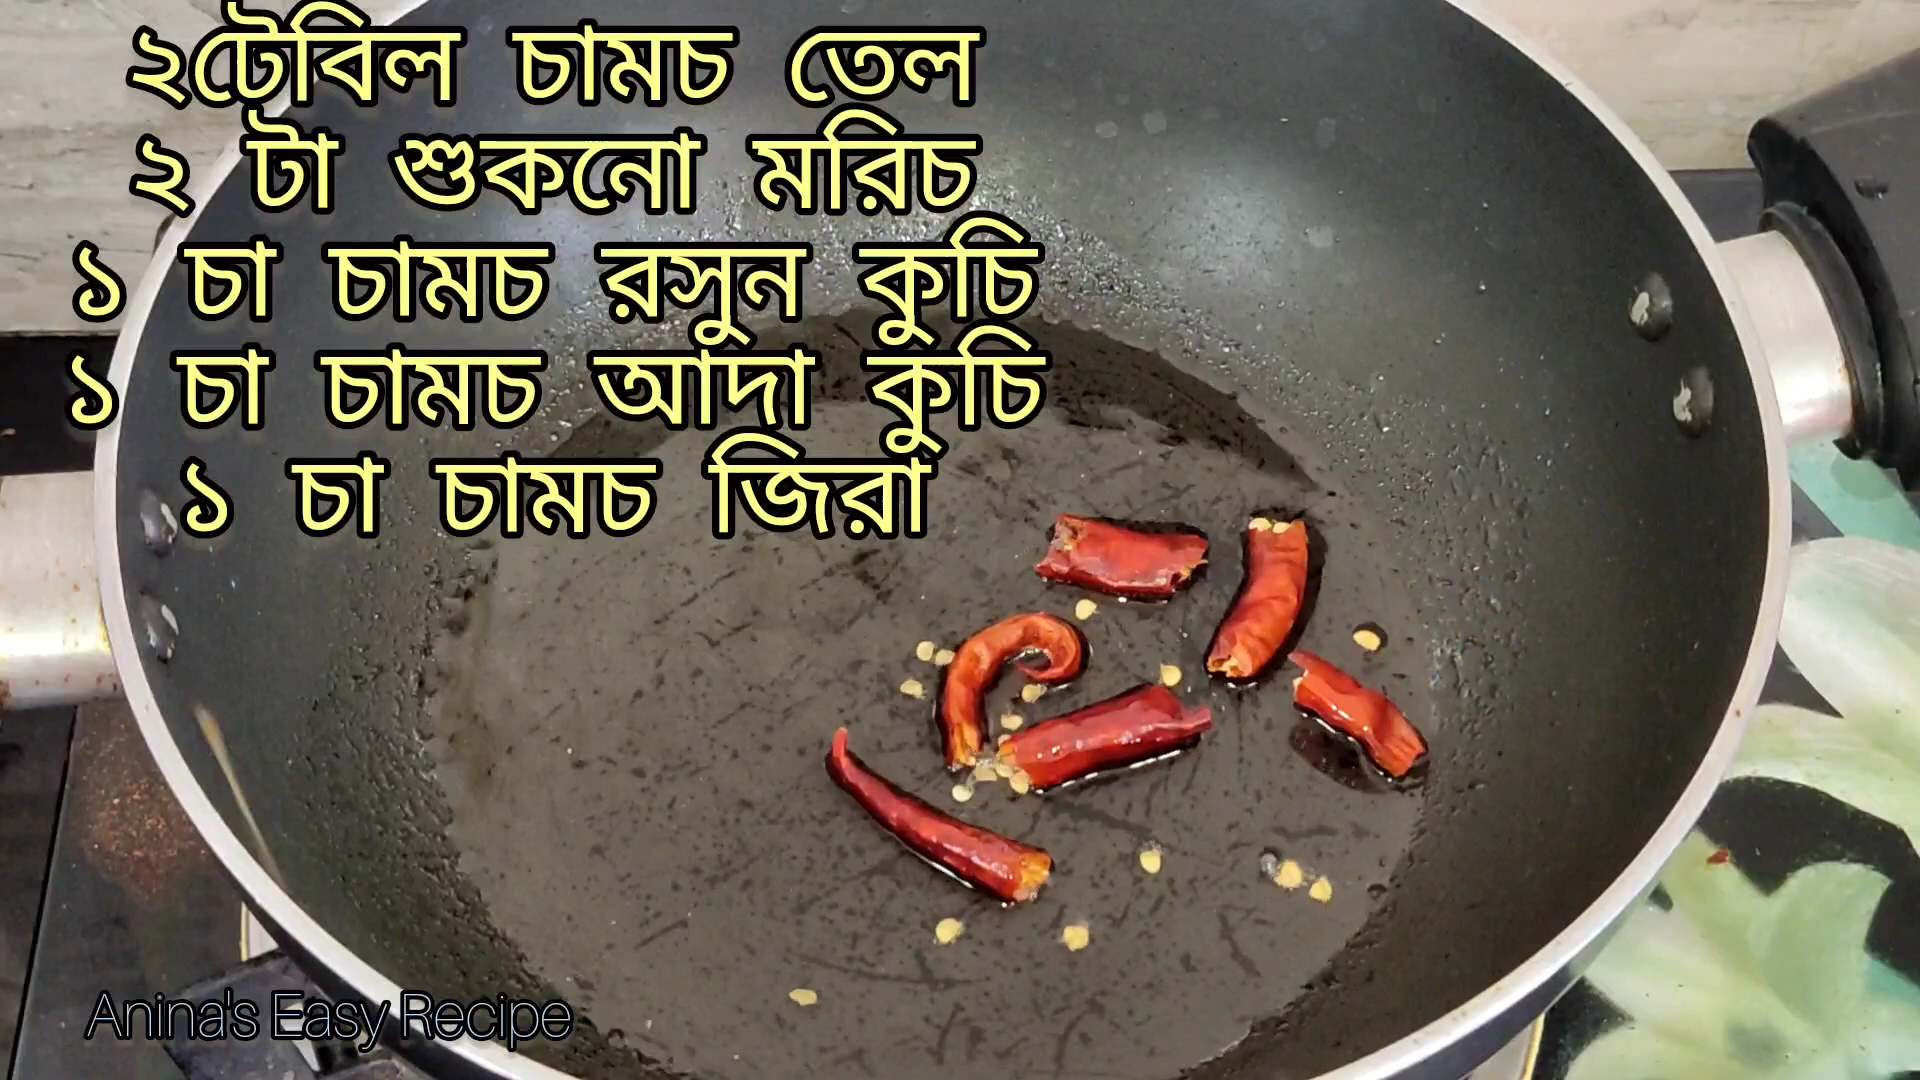 ২টেবিল চামচ তেল
২ টা শুকনো মরিচ
১ চা চামচ রসুন কুচি
১ চা চামচ আদা কুচি
১ চা চামচ জিরা
Anina's Easy Recipe